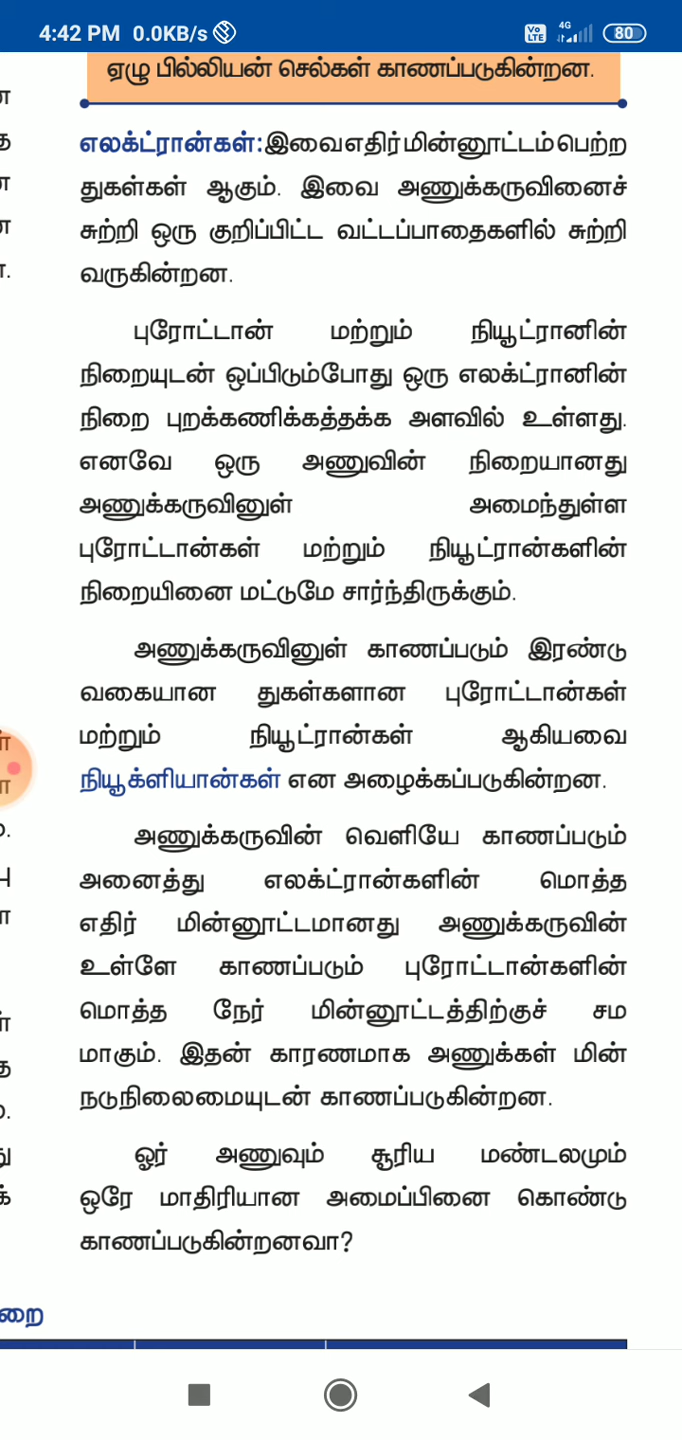 4:42 PM 0.0KB/s
Vo LTE 4G 80
ஏழு பில்லியன் செல்கள் காணப்படுகின்றன.
எலக்ட்ரான்கள்:இவைஎதிர்மின்னூட்டம்பெற்ற
துகள்கள் ஆகும். இவை அணுக்கருவினைச்
சுற்றி ஒரு குறிப்பிட்ட வட்டப்பாதைகளில் சுற்றி
வருகின்றன.
புரோட்டான் மற்றும் நியூட்ரானின்
நிறையுடன் ஒப்பிடும்போது ஒரு எலக்ட்ரானின்
நிறை புறக்கணிக்கத்தக்க அளவில் உள்ளது.
எனவே ஒரு அணுவின் நிறையானது
அணுக்கருவினுள் அமைந்துள்ள
புரோட்டான்கள் மற்றும் நியூட்ரான்களின்
நிறையினை மட்டுமே சார்ந்திருக்கும்.
அணுக்கருவினுள் காணப்படும் இரண்டு
வகையான துகள்களான புரோட்டான்கள்
மற்றும் நியூட்ரான்கள் ஆகியவை
நியூக்ளியான்கள் என அழைக்கப்படுகின்றன.
அணுக்கருவின் வெளியே காணப்படும்
அனைத்து எலக்ட்ரான்களின் மொத்த
எதிர் மின்னூட்டமானது அணுக்கருவின்
உள்ளே காணப்படும் புரோட்டான்களின்
மொத்த நேர் மின்னூட்டத்திற்குச் சம
மாகும். இதன் காரணமாக அணுக்கள் மின்
நடுநிலைமையுடன் காணப்படுகின்றன.
ஓர் அணுவும் சூரிய மண்டலமும்
ஒரே மாதிரியான அமைப்பினை கொண்டு
காணப்படுகின்றனவா?
றை